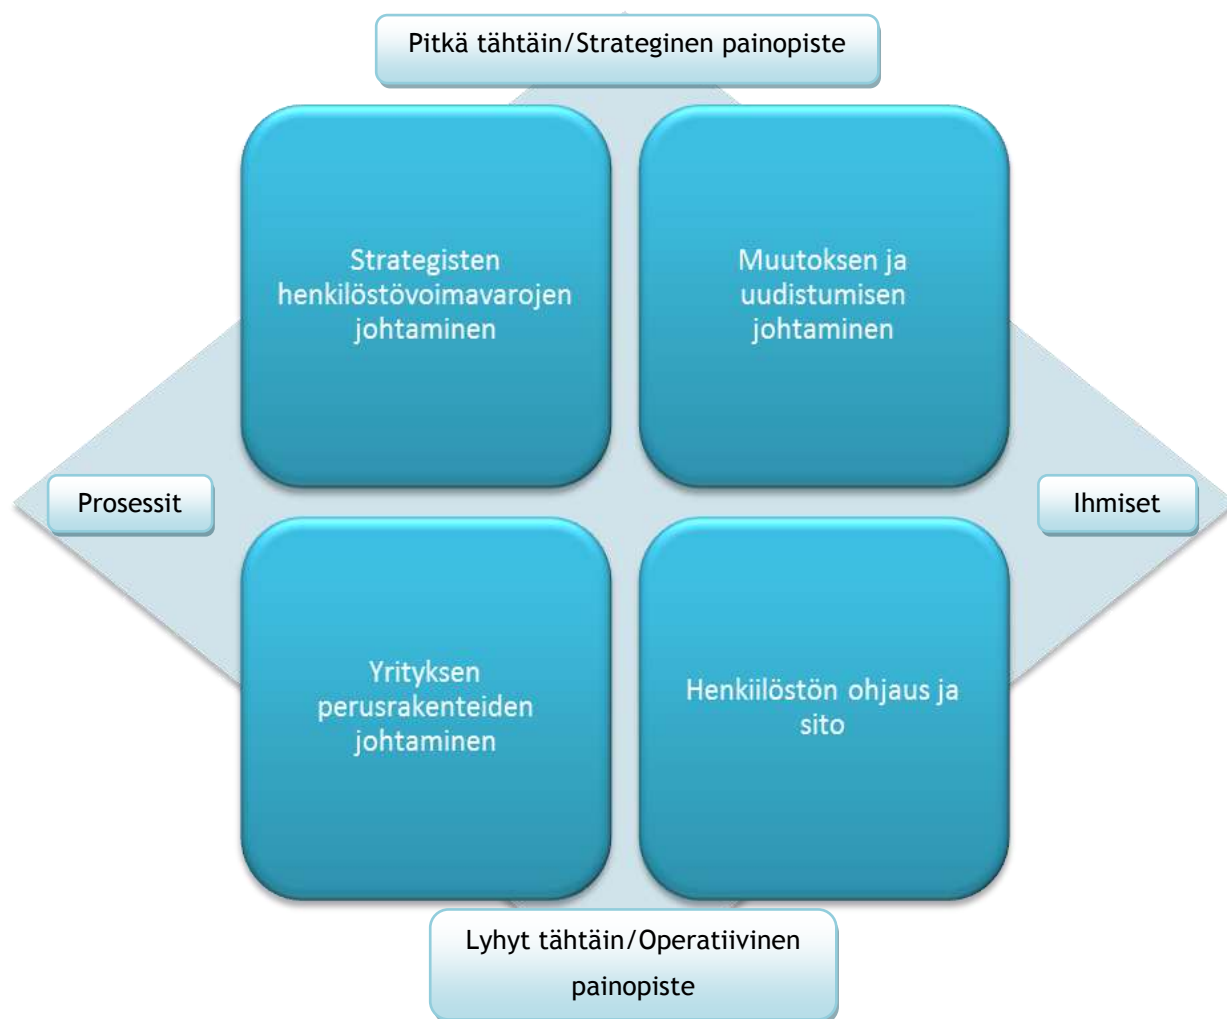 Pitkä tähtäin/Strateginen painopiste
Strategisten
henkilöstövoimavarojen
johtaminen
Muutoksen ja
uudistumisen
johtaminen
Prosessit
Ihmiset
Yrityksen
perusrakenteiden
johtaminen
Henkiilöstön ohjaus ja
sito
Lyhyt tähtäin/Operatiivinen
painopiste